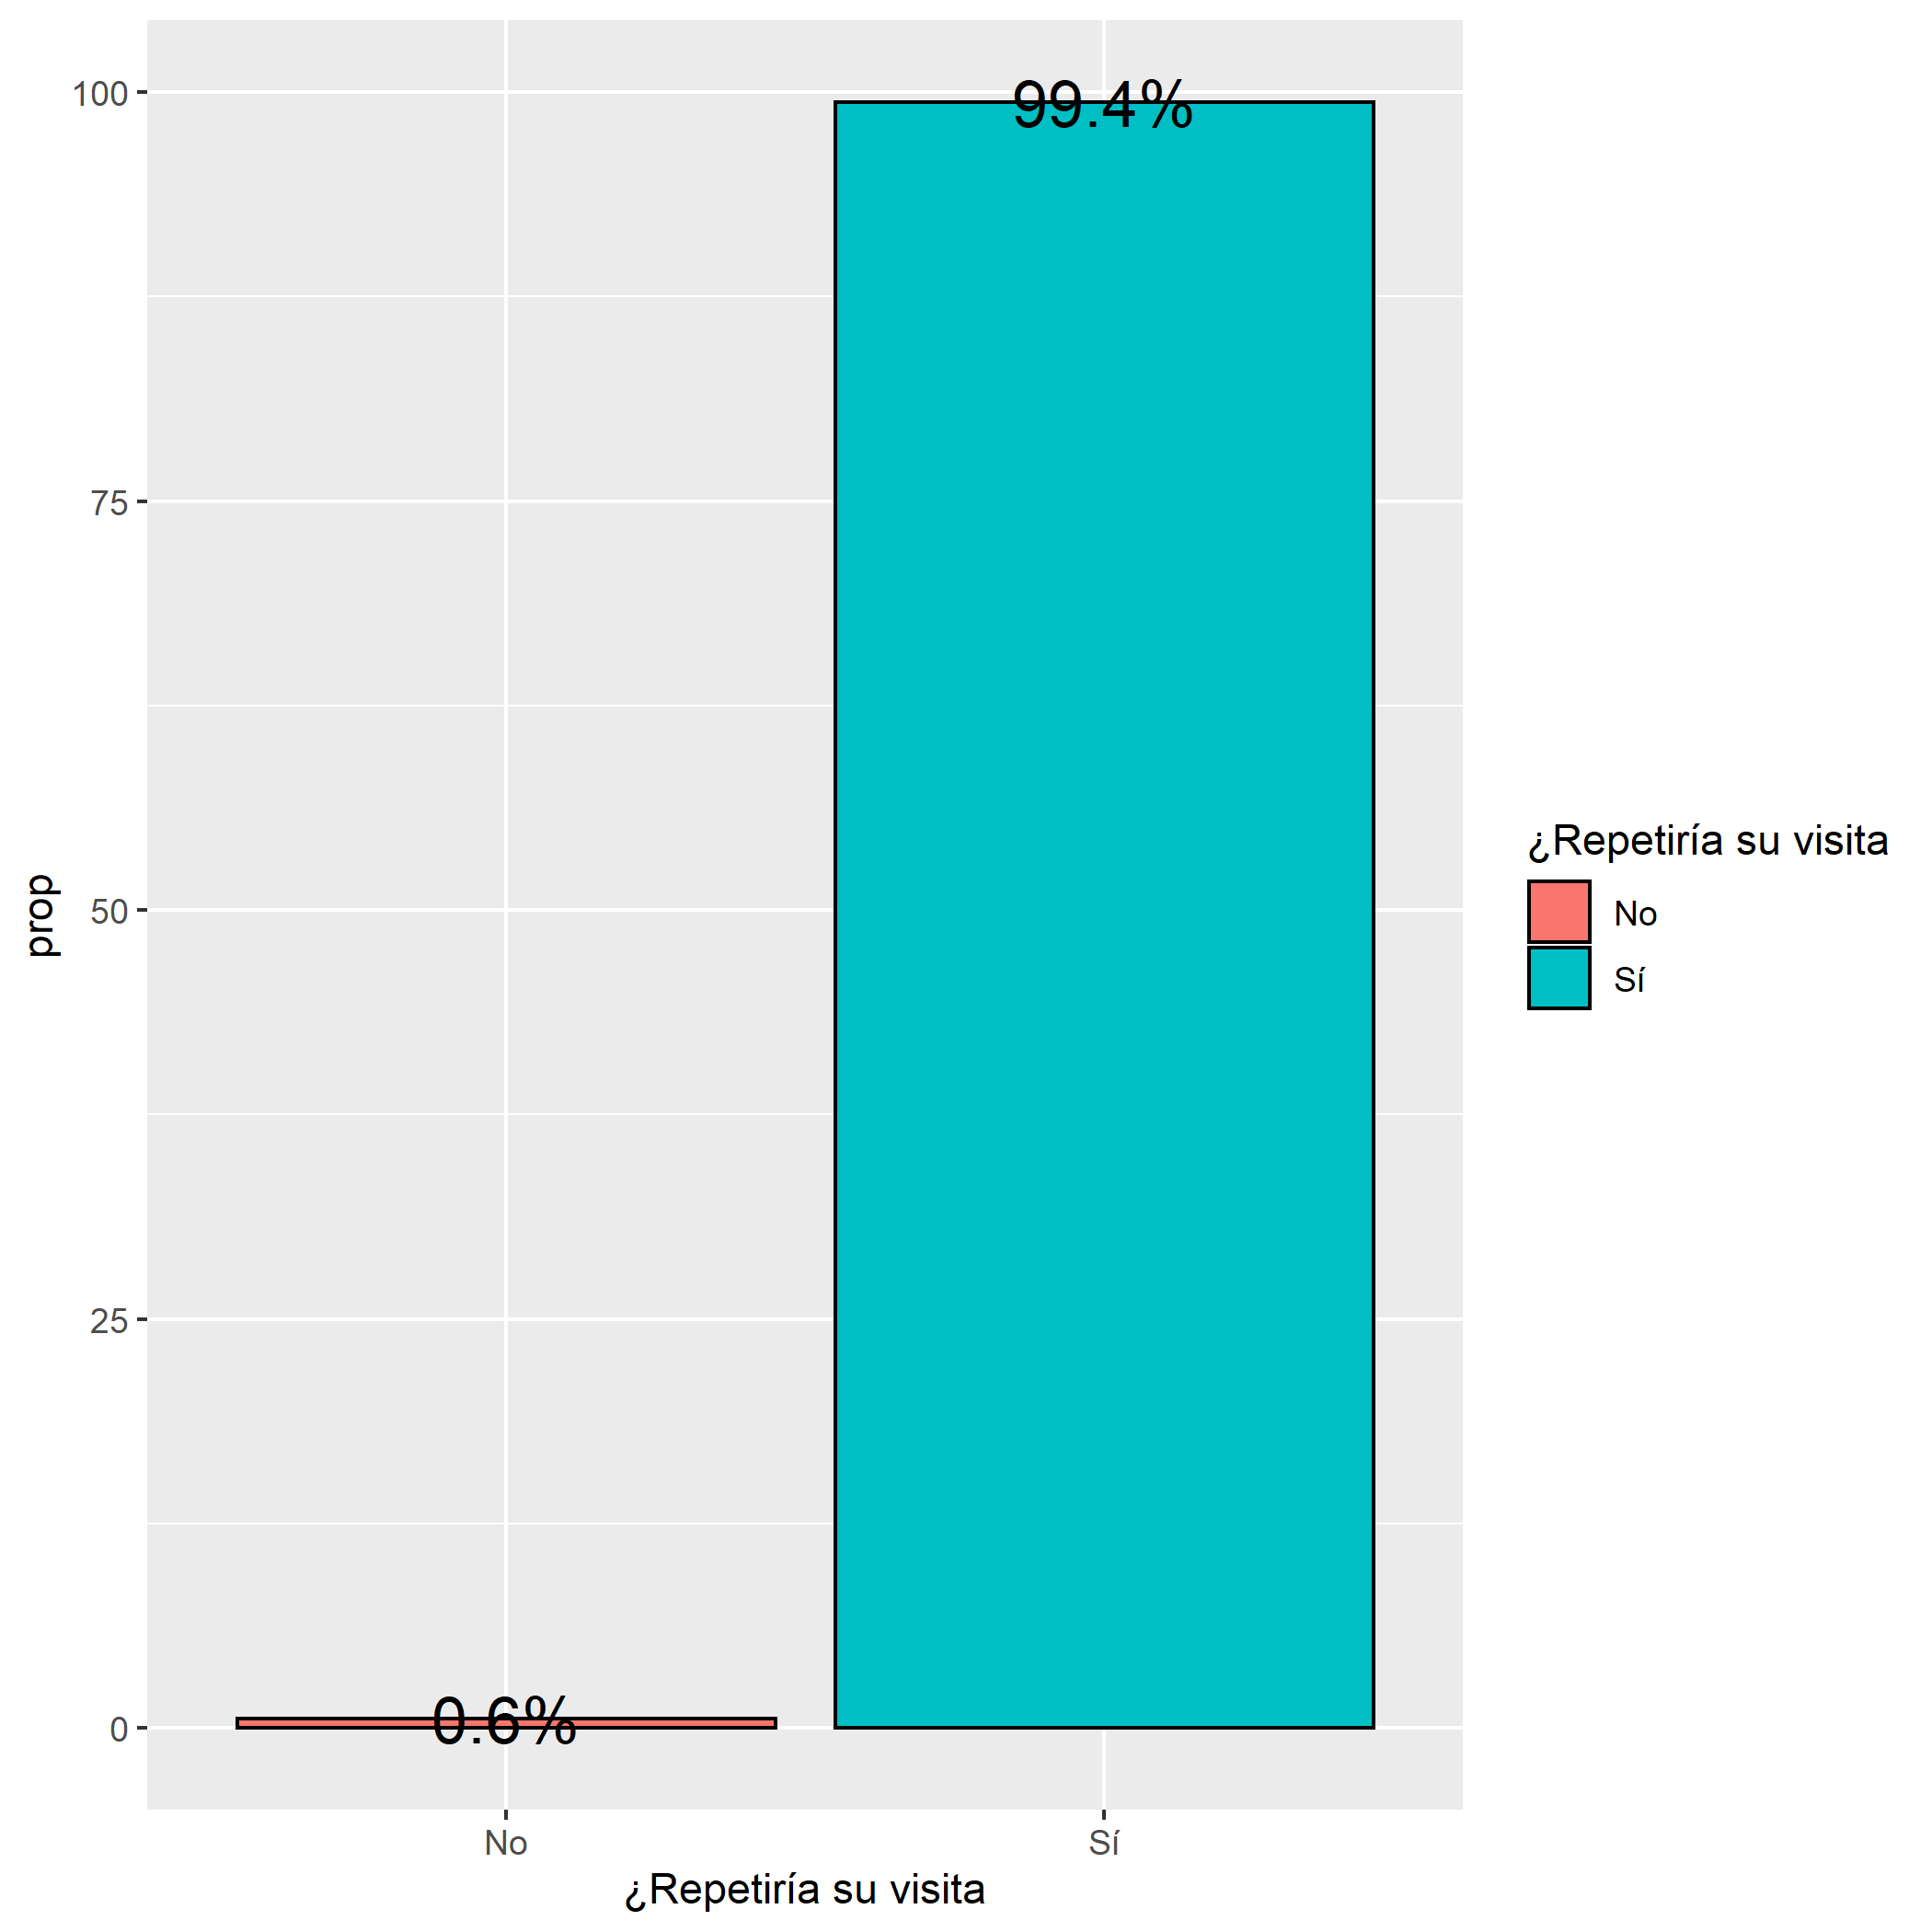 100
75
50
25
0
prop
99.4%
0.6%
No
Sí
¿Repetiría su visita
¿Repetiría su visita
No
Sí